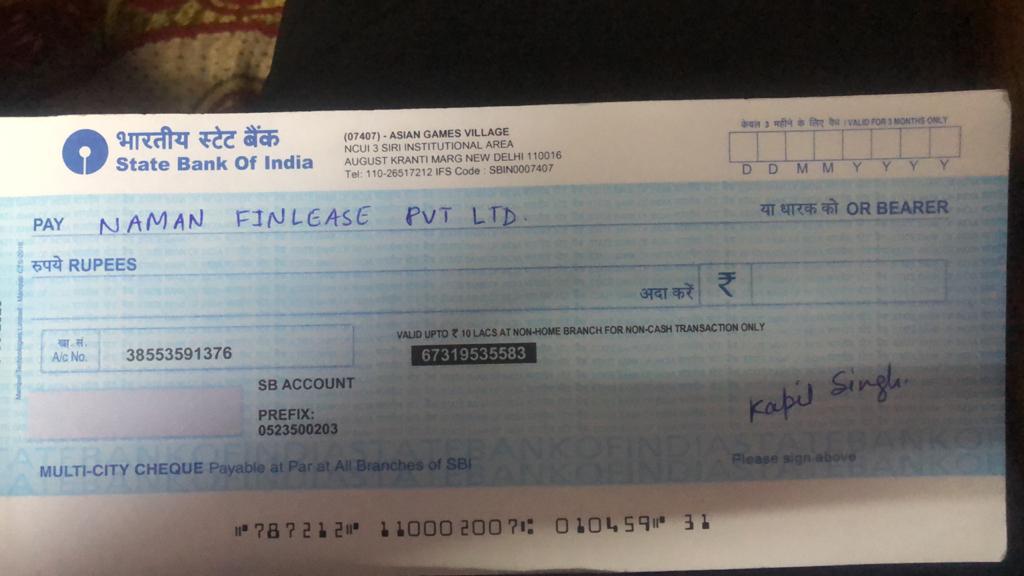 भारतीय स्टेट बैंक
State Bank Of India
(07407) - ASIAN GAMES VILLAGE
NCUI 3 SIRI INSTITUTIONAL AREA
AUGUST KRANTI MARG NEW DELHI 110016
Tel: 110-26517212 IFS Code : SBIN0007407
केवल 3 महीने के लिए वैध / VALID FOR 3 MONTHS ONLY
D D M M Y Y Y Y
PAY NAMAN FINLEASE PVT LTD. या धारक को OR BEARER
रुपये RUPEES
अदा करें ₹
VALID UPTO ₹ 10 LACS AT NON-HOME BRANCH FOR NON-CASH TRANSACTION ONLY
खा. सं.
A/c No. 38553591376
67319535583
SB ACCOUNT
PREFIX:
0523500203
Kapil Singh.
Please sign above
MULTI-CITY CHEQUE Payable at Par at All Branches of SBI
⑈787212⑈ 110002007⑆ 010459⑈ 31